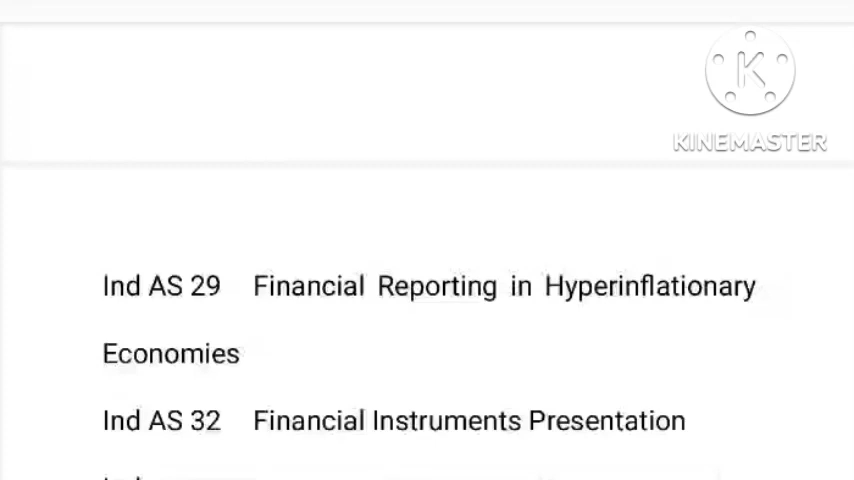 KINEMASTER
Ind AS 29 Financial Reporting in Hyperinflationary
Economies
Ind AS 32 Financial Instruments Presentation